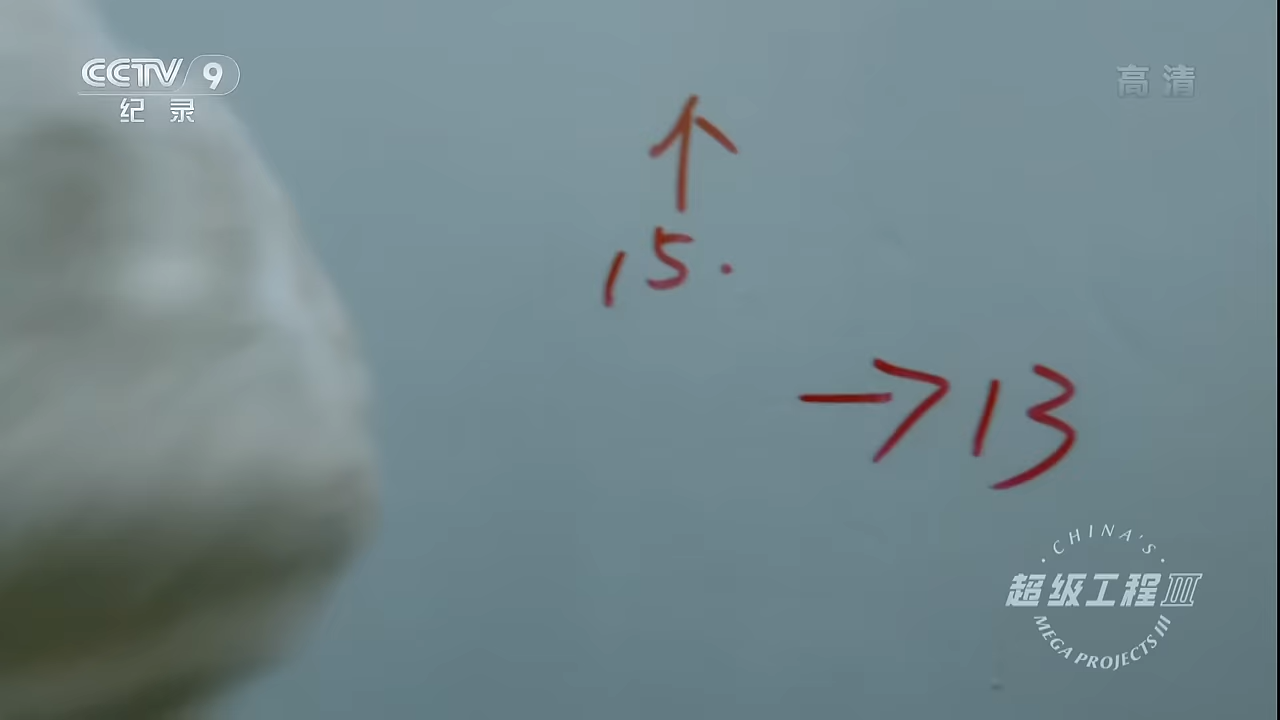 CCTV 9
纪录
高清
↑
15.
→13
CHINA'S
超级工程III
MEGA PROJECTS III